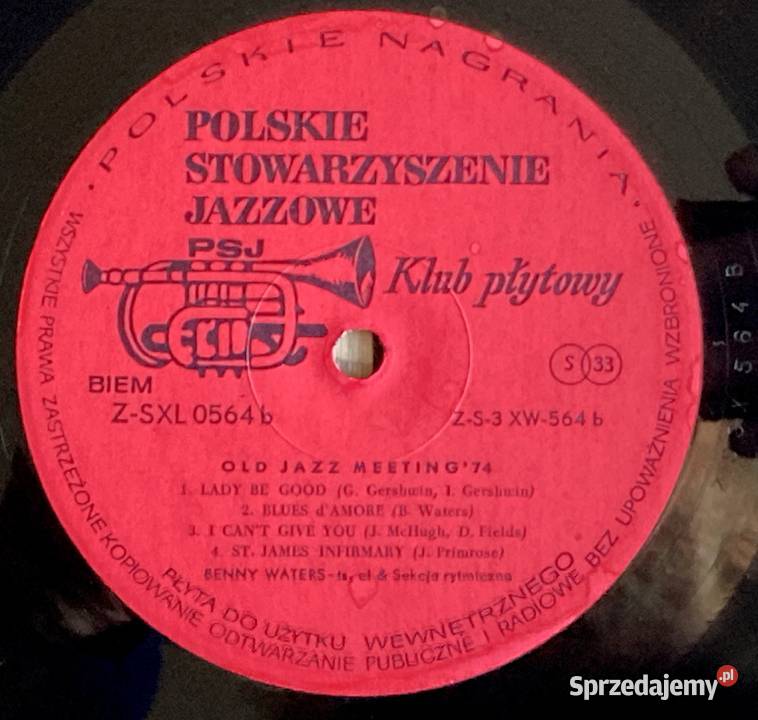 · POLSKIE NAGRANIA ·
POLSKIE
STOWARZYSZENIE
JAZZOWE
PSJ
Klub płytowy
S 33
BIEM
Z-SXL 0564 b
Z-S-3 XW-564 b
OLD JAZZ MEETING'74
1. LADY BE GOOD (G. Gershwin, I. Gershwin)
2. BLUES d'AMORE (B. Waters)
3. I CAN'T GIVE YOU (J. McHugh, D. Fields)
4. ST. JAMES INFIRMARY (J. Primrose)
BENNY WATERS - ts, cl & Sekcja rytmiczna
PŁYTA DO UŻYTKU WEWNĘTRZNEGO
WSZYSTKIE PRAWA ZASTRZEŻONE KOPIOWANIE ODTWARZANIE PUBLICZNE I RADIOWE BEZ UPOWAŻNIENIA WZBRONIONE
564 B
Sprzedajemy.pl